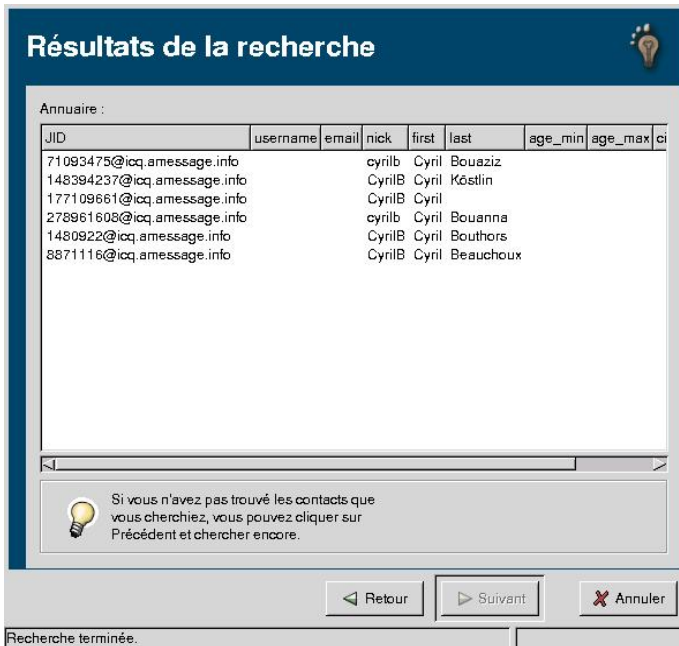 Résultats de la recherche
Annuaire :
JID username email nick first last age_min age_max ci
71093475@icq.amessage.info cyrilb Cyril Bouaziz
148394237@icq.amessage.info CyrilB Cyril Köstlin
177109661@icq.amessage.info CyrilB Cyril
278961608@icq.amessage.info cyrilb Cyril Bouanna
1480922@icq.amessage.info CyrilB Cyril Bouthors
8871116@icq.amessage.info CyrilB Cyril Beauchoux
Si vous n'avez pas trouvé les contacts que
vous cherchiez, vous pouvez cliquer sur
Précédent et chercher encore.
Retour Suivant Annuler
Recherche terminée.